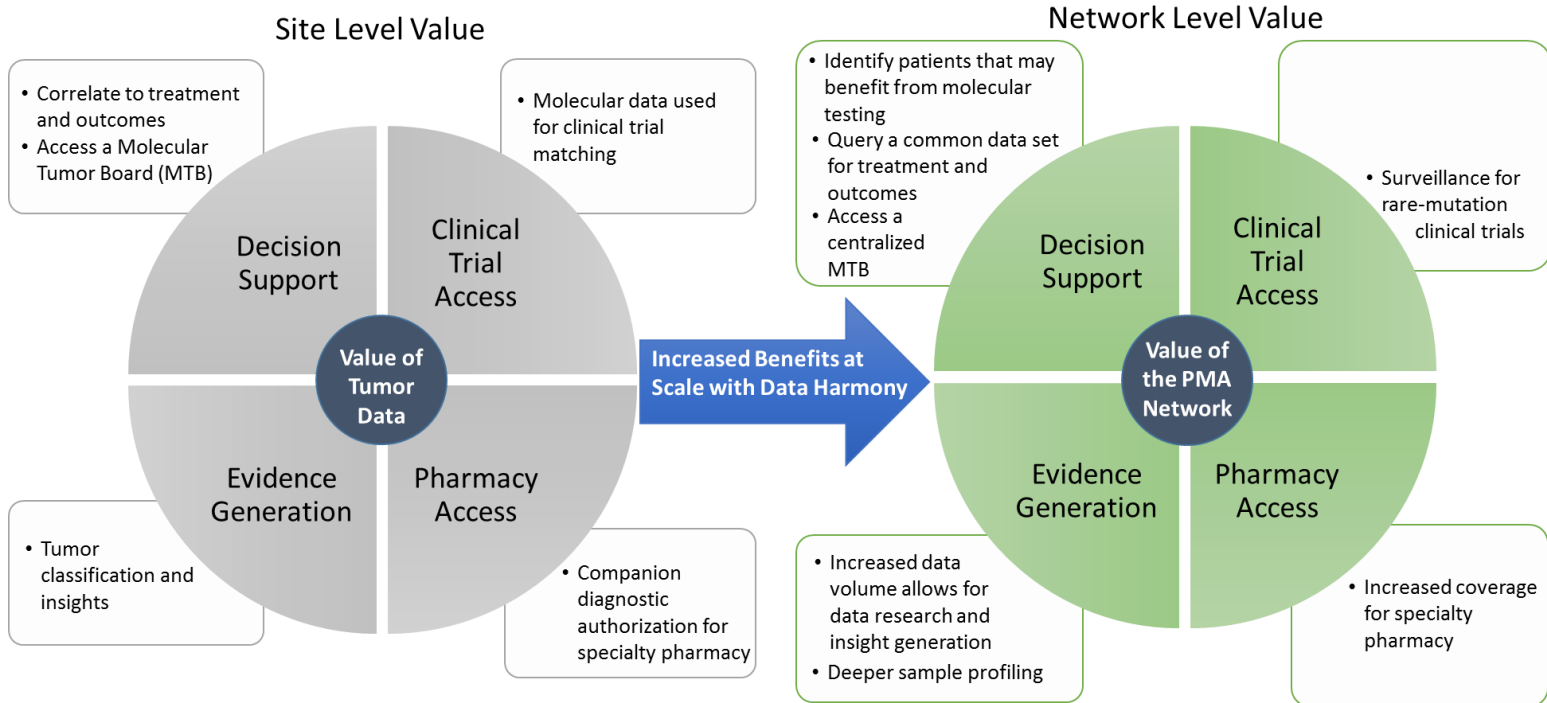 Site Level Value
• Correlate to treatment
and outcomes
• Access a Molecular
Tumor Board (MTB)
• Molecular data used
for clinical trial
matching
Decision
Support
Clinical
Trial
Access
Value of
Tumor
Data
Evidence
Generation
Pharmacy
Access
• Tumor
classification and
insights
• Companion
diagnostic
authorization for
specialty pharmacy
Increased Benefits at
Scale with Data Harmony
Network Level Value
• Identify patients that may
benefit from molecular
testing
• Query a common data set
for treatment and
outcomes
• Access a
centralized
MTB
• Surveillance for
rare-mutation
clinical trials
Decision
Support
Clinical
Trial
Access
Value of
the PMA
Network
Evidence
Generation
Pharmacy
Access
• Increased data
volume allows for
data research and
insight generation
• Deeper sample profiling
• Increased coverage
for specialty
pharmacy